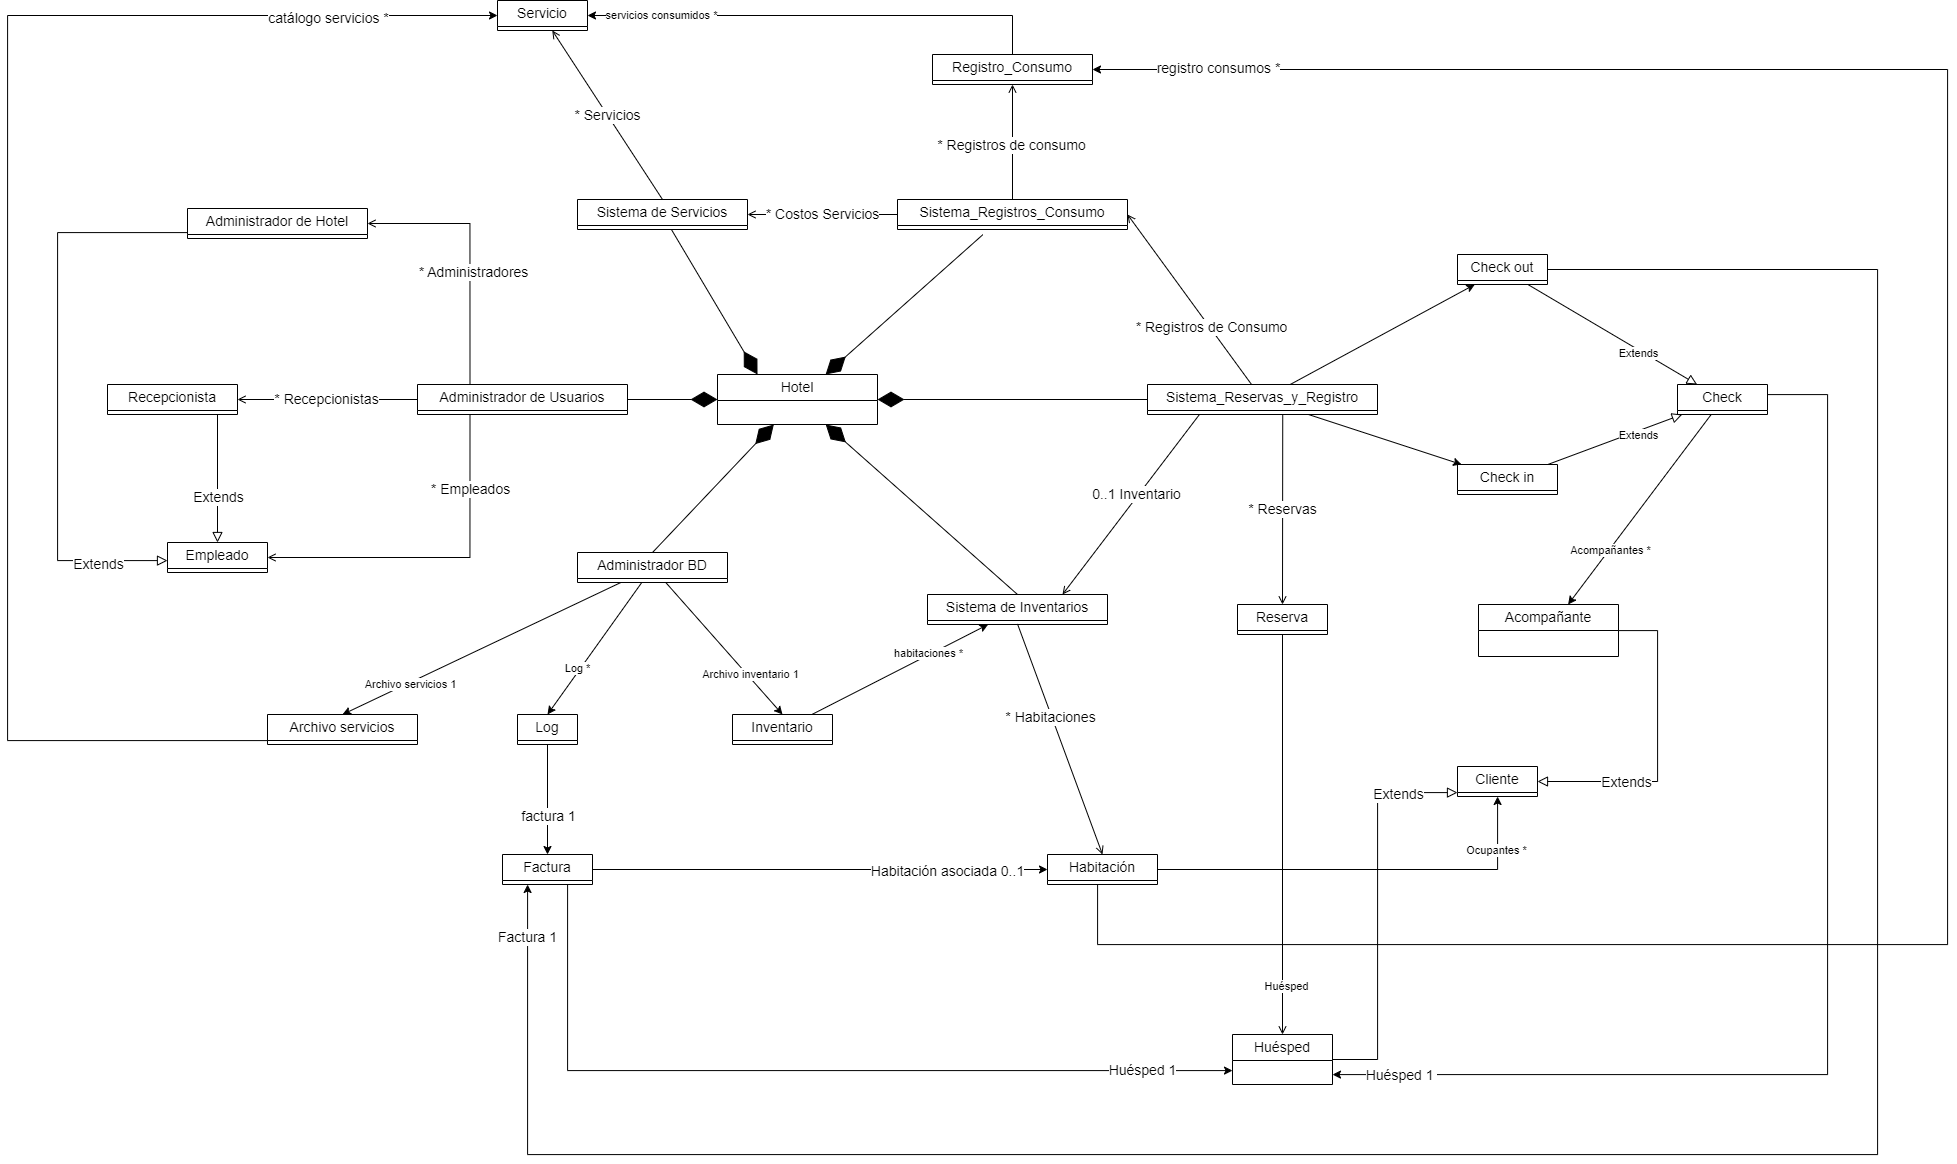 Servicio
catálogo servicios *
servicios consumidos *
Registro_Consumo
registro consumos *
* Servicios
* Registros de consumo
Sistema de Servicios
* Costos Servicios
Sistema_Registros_Consumo
Administrador de Hotel
* Administradores
Check out
* Registros de Consumo
Extends
Hotel
Recepcionista
* Recepcionistas
Administrador de Usuarios
Sistema_Reservas_y_Registro
Check
Extends
Check in
* Empleados
Extends
0..1 Inventario
* Reservas
Empleado
Extends
Administrador BD
Acompañantes *
Sistema de Inventarios
Reserva
Acompañante
habitaciones *
Log *
Archivo inventario 1
Archivo servicios 1
* Habitaciones
Archivo servicios
Log
Inventario
Cliente
Extends
Extends
factura 1
Ocupantes *
Factura
Habitación asociada 0..1
Habitación
Factura 1
Huésped
Huésped
Huésped 1
Huésped 1